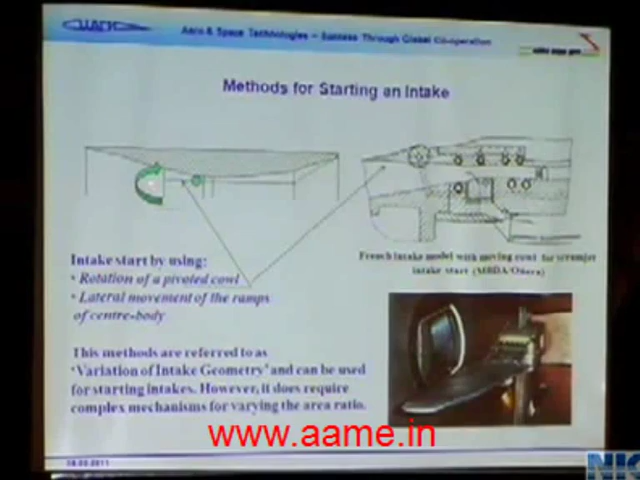 Aero & Space Technologies – Success Through Global Co-operation
Methods for Starting an Intake
Intake start by using:
• Rotation of a pivoted cowl
• Lateral movement of the ramps
of centre-body
French intake model with moving cowl for scramjet
intake start (MBDA/Onera)
This methods are referred to as
'Variation of Intake Geometry' and can be used
for starting intakes. However, it does require
complex mechanisms for varying the area ratio.
www.aame.in
18.02.2011